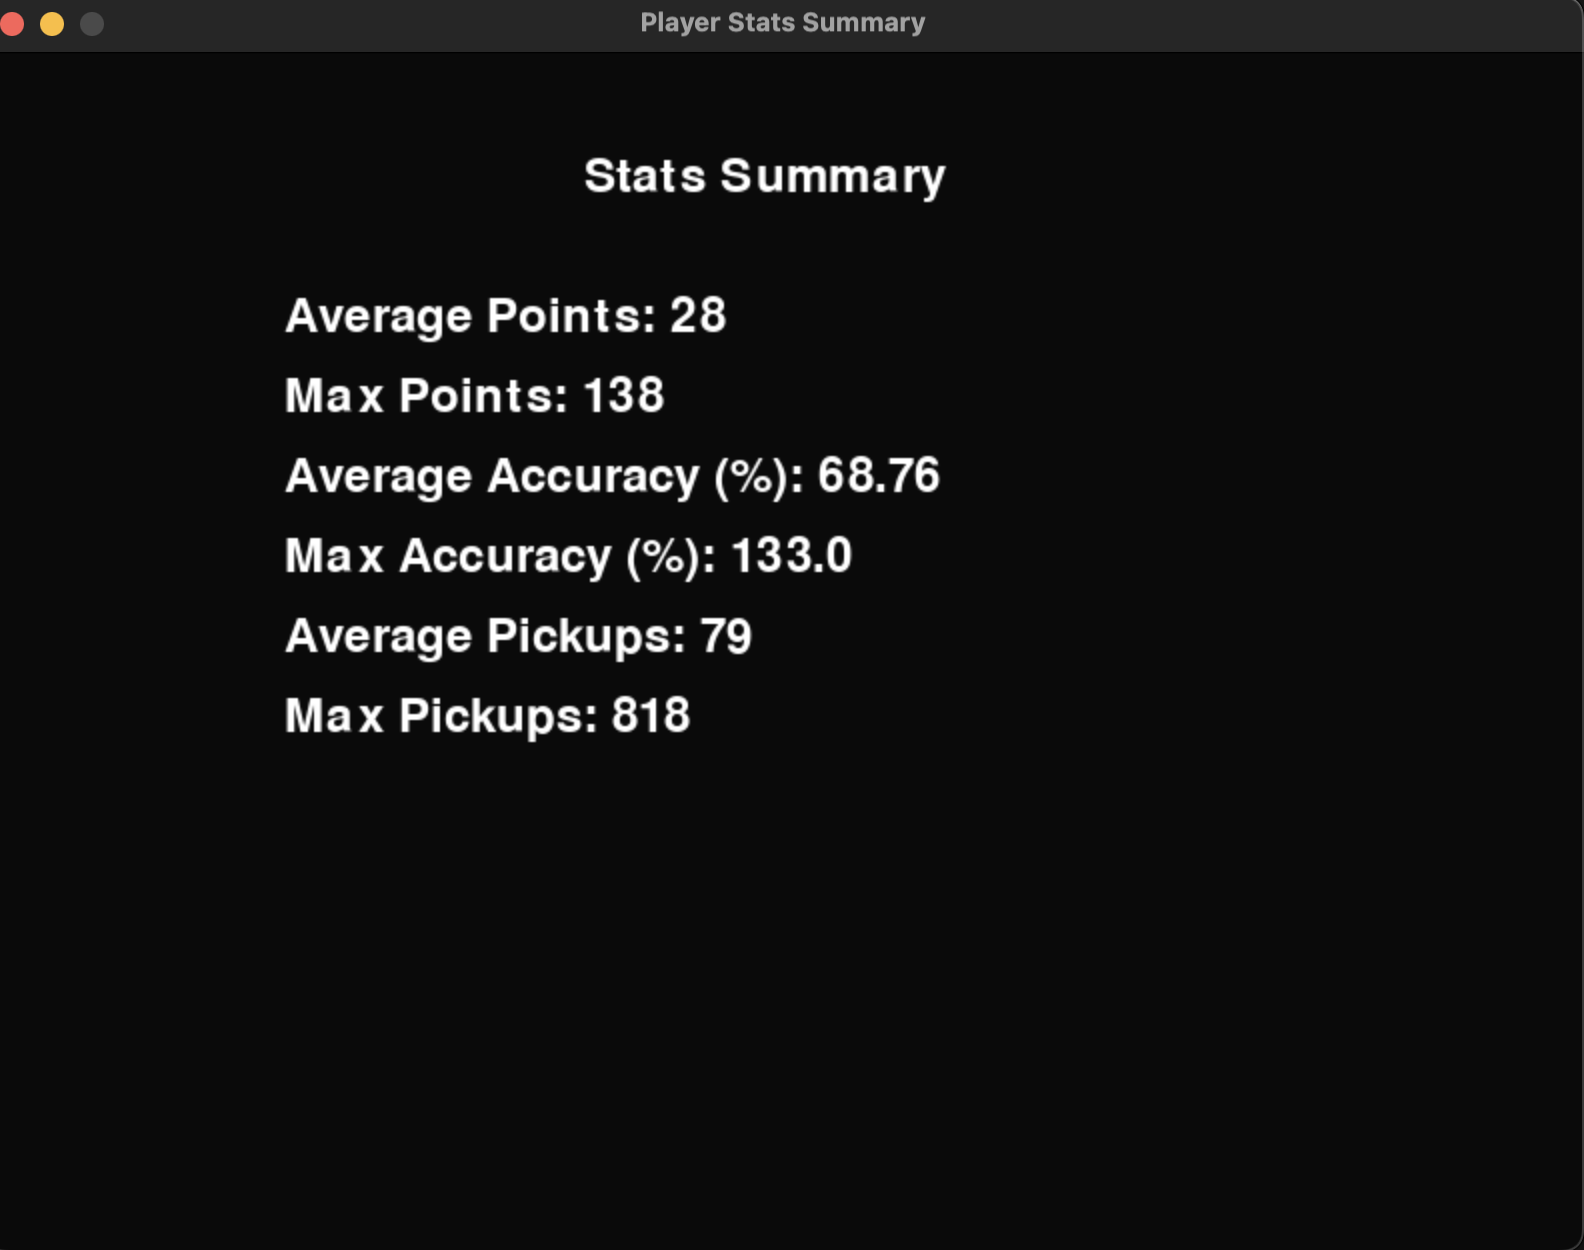 Player Stats Summary
Stats Summary
Average Points: 28
Max Points: 138
Average Accuracy (%): 68.76
Max Accuracy (%): 133.0
Average Pickups: 79
Max Pickups: 818